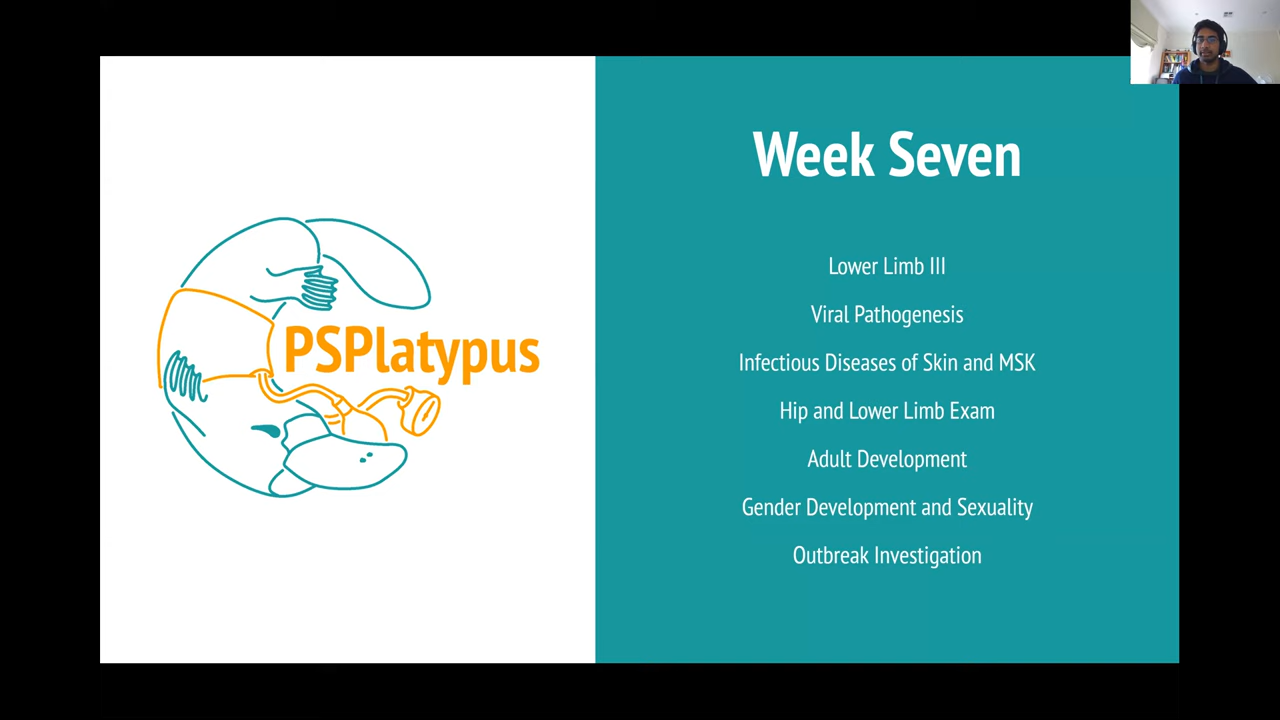 Week Seven
PSPlatypus
Lower Limb III
Viral Pathogenesis
Infectious Diseases of Skin and MSK
Hip and Lower Limb Exam
Adult Development
Gender Development and Sexuality
Outbreak Investigation